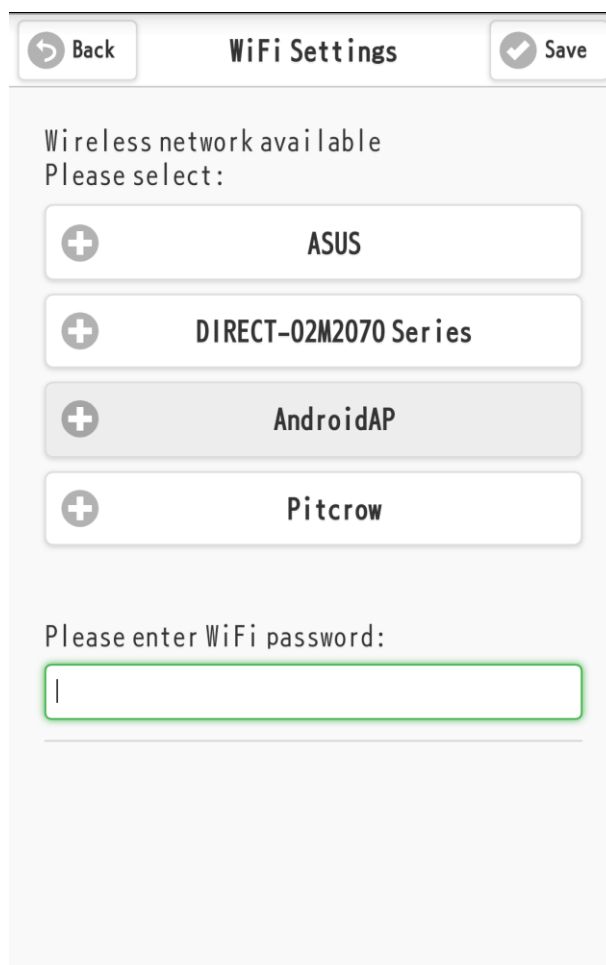 Back
WiFi Settings
Save
Wireless network available
Please select:
ASUS
DIRECT-02M2070 Series
AndroidAP
Pitcrow
Please enter WiFi password: